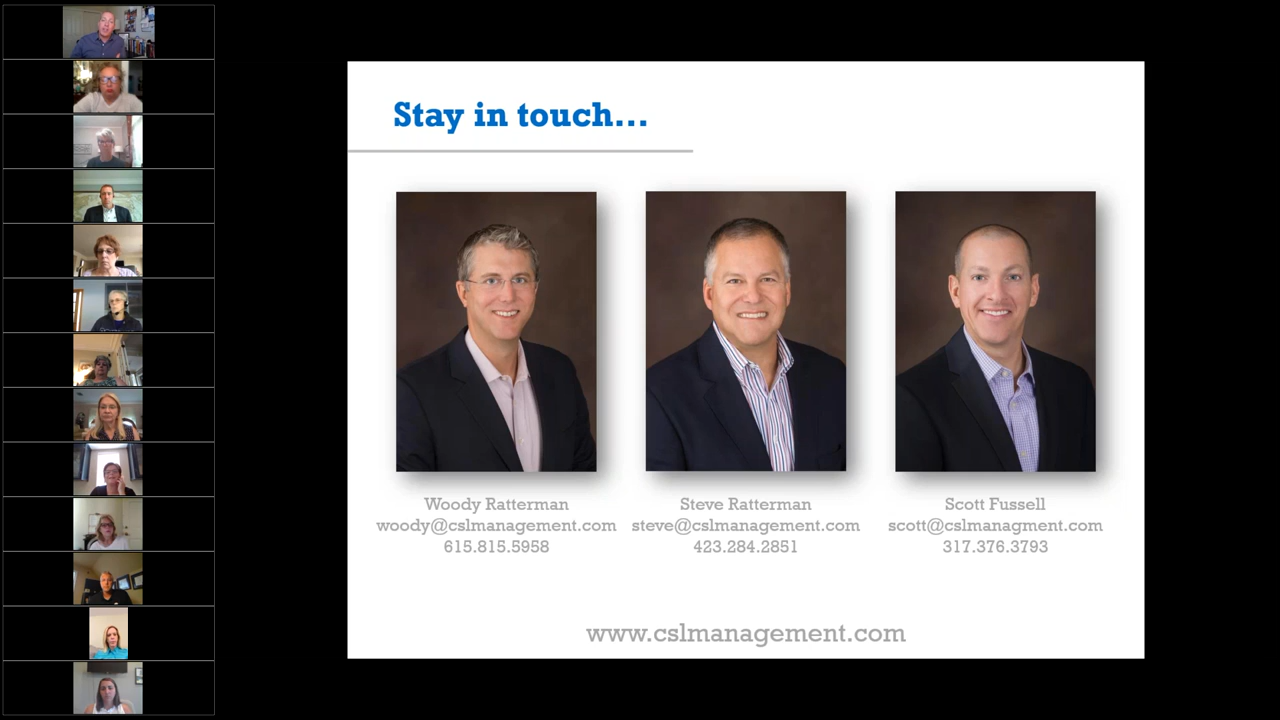 Stay in touch...
Woody Ratterman
woody@cslmanagement.com
615.815.5958
Steve Ratterman
steve@cslmanagment.com
423.284.2851
Scott Fussell
scott@cslmanagment.com
317.376.3793
www.cslmanagement.com